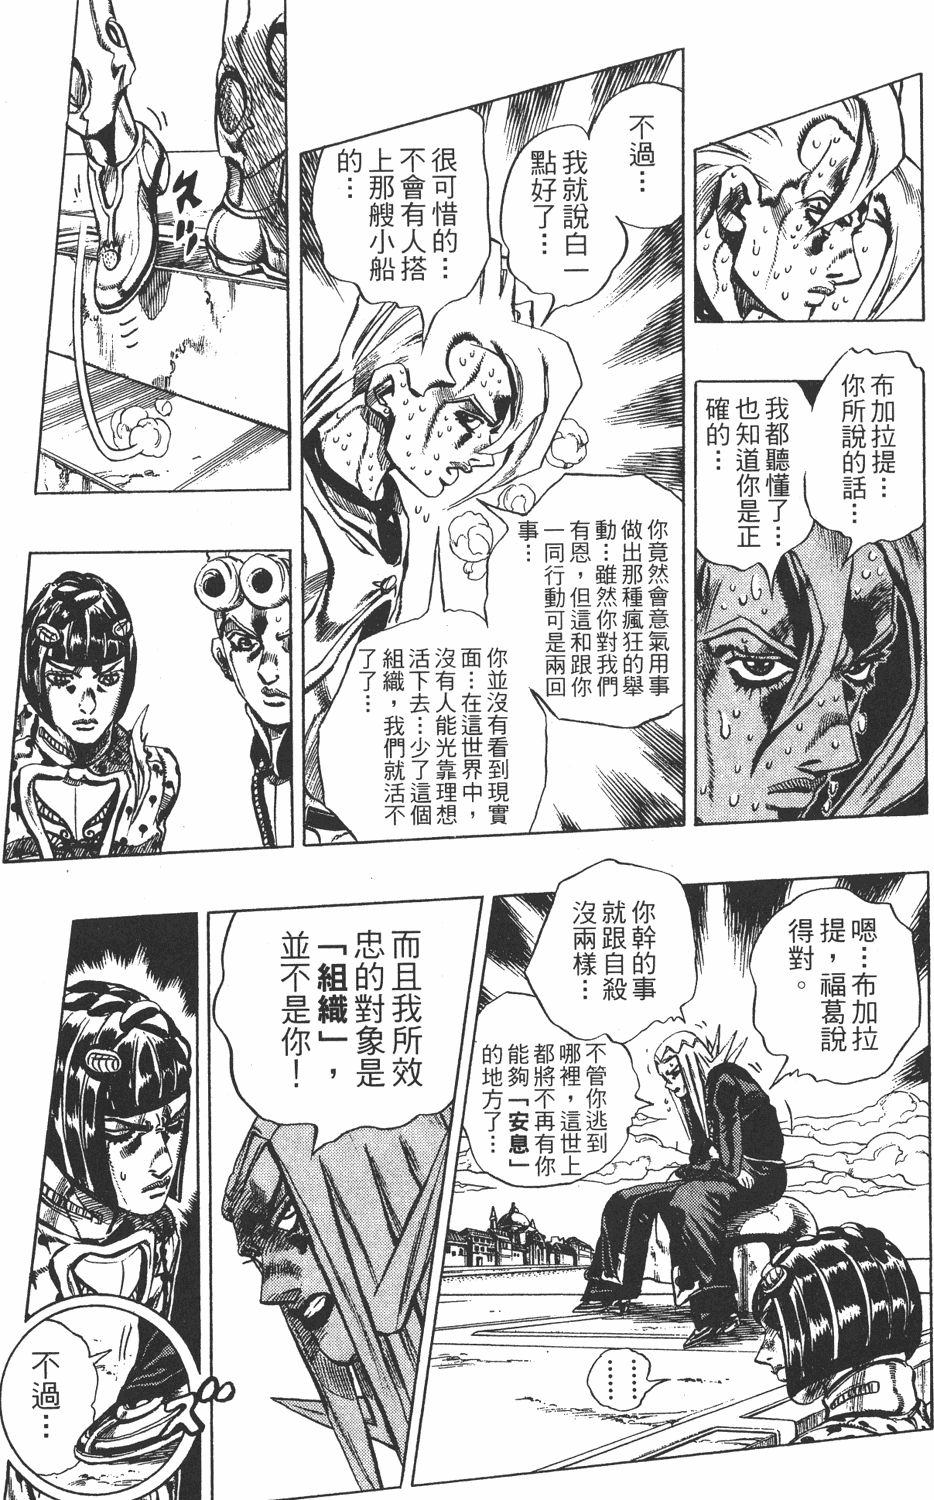 布加拉提…
你所說的話
…
我都聽懂了…
也知道你是正
確的…
不過…
我就說白一
點好了…
很可惜的…
不會有人搭
上那艘小船
的…
你竟然會意氣用事
做出那種瘋狂的舉
動…雖然你對我們
有恩，但這和跟你
一同行動可是兩回
事…
你並沒有看到現實
面…在這世界中，
沒有人能光靠理想
活下去…少了這個
組織，我們就活不
了了…
嗯…布加拉
提，福葛說
得對。
你幹的事
就跟自殺
沒兩樣…
不管你逃到
哪裡，這世上
都將不再有你
能夠「安息」
的地方了…
……
……
而且我所效
忠的對象是
「組織」，
並不是你！
不過…